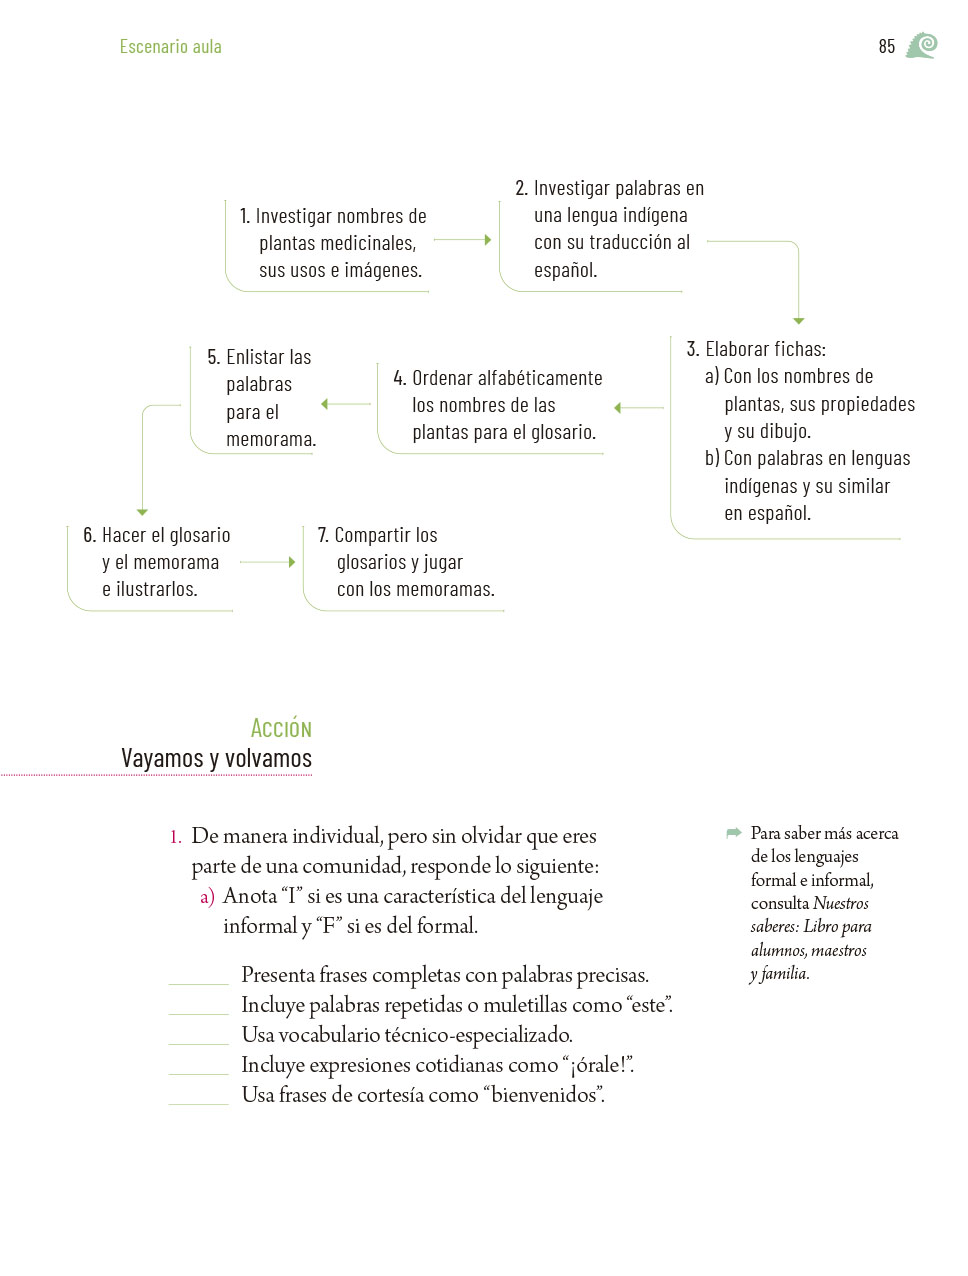 Escenario aula
85
1. Investigar nombres de
plantas medicinales,
sus usos e imágenes.
2. Investigar palabras en
una lengua indígena
con su traducción al
español.
3. Elaborar fichas:
a) Con los nombres de
plantas, sus propiedades
y su dibujo.
b) Con palabras en lenguas
indígenas y su similar
en español.
4. Ordenar alfabéticamente
los nombres de las
plantas para el glosario.
5. Enlistar las
palabras
para el
memorama.
6. Hacer el glosario
y el memorama
e ilustrarlos.
7. Compartir los
glosarios y jugar
con los memoramas.
Acción
Vayamos y volvamos
1. De manera individual, pero sin olvidar que eres
parte de una comunidad, responde lo siguiente:
a) Anota “I” si es una característica del lenguaje
informal y “F” si es del formal.
Presenta frases completas con palabras precisas.
Incluye palabras repetidas o muletillas como “este”.
Usa vocabulario técnico-especializado.
Incluye expresiones cotidianas como “¡órale!”.
Usa frases de cortesía como “bienvenidos”.
Para saber más acerca
de los lenguajes
formal e informal,
consulta Nuestros
saberes: Libro para
alumnos, maestros
y familia.